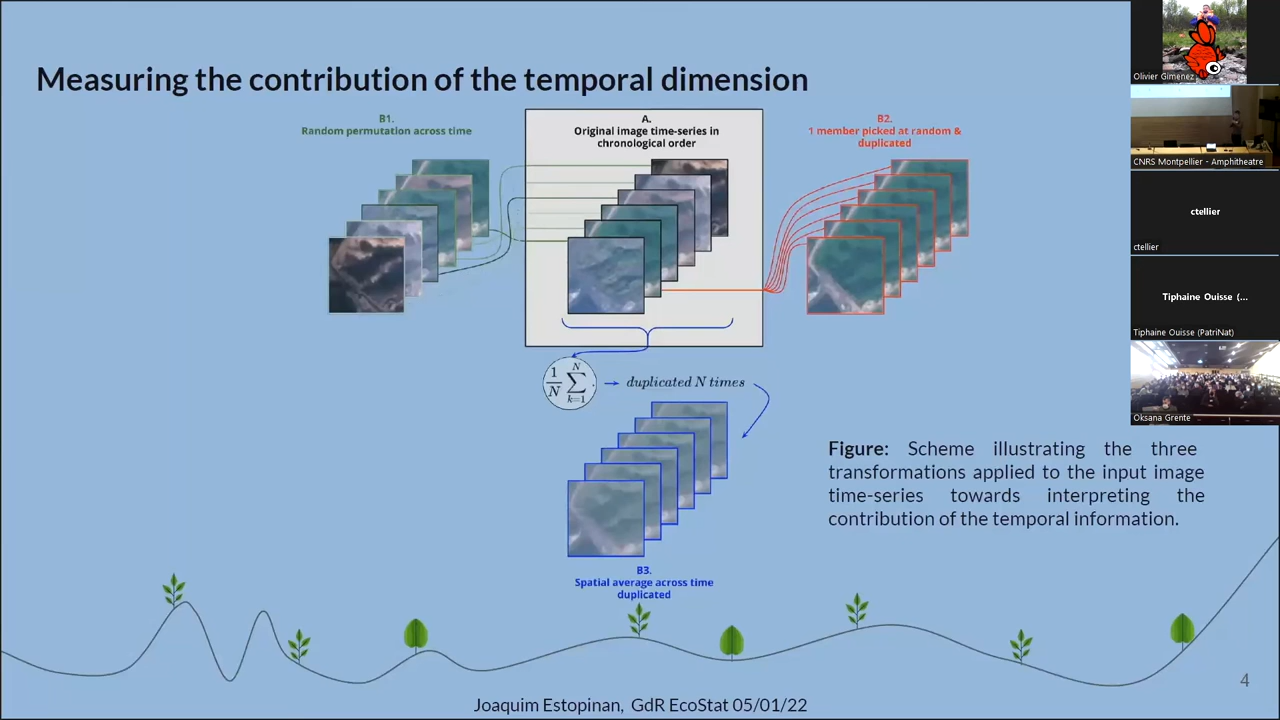 Measuring the contribution of the temporal dimension
B1.
Random permutation across time
A.
Original image time-series in
chronological order
B2.
1 member picked at random &
duplicated
1/N ∑ k=1 N . → duplicated N times
B3.
Spatial average across time
duplicated
Figure: Scheme illustrating the three
transformations applied to the input image
time-series towards interpreting the
contribution of the temporal information.
Joaquim Estopinan, GdR EcoStat 05/01/22
4
Olivier Gimenez
CNRS Montpellier - Amphitheatre
ctellier
ctellier
Tiphaine Ouisse (...
Tiphaine Ouisse (PatriNat)
Oksana Grente